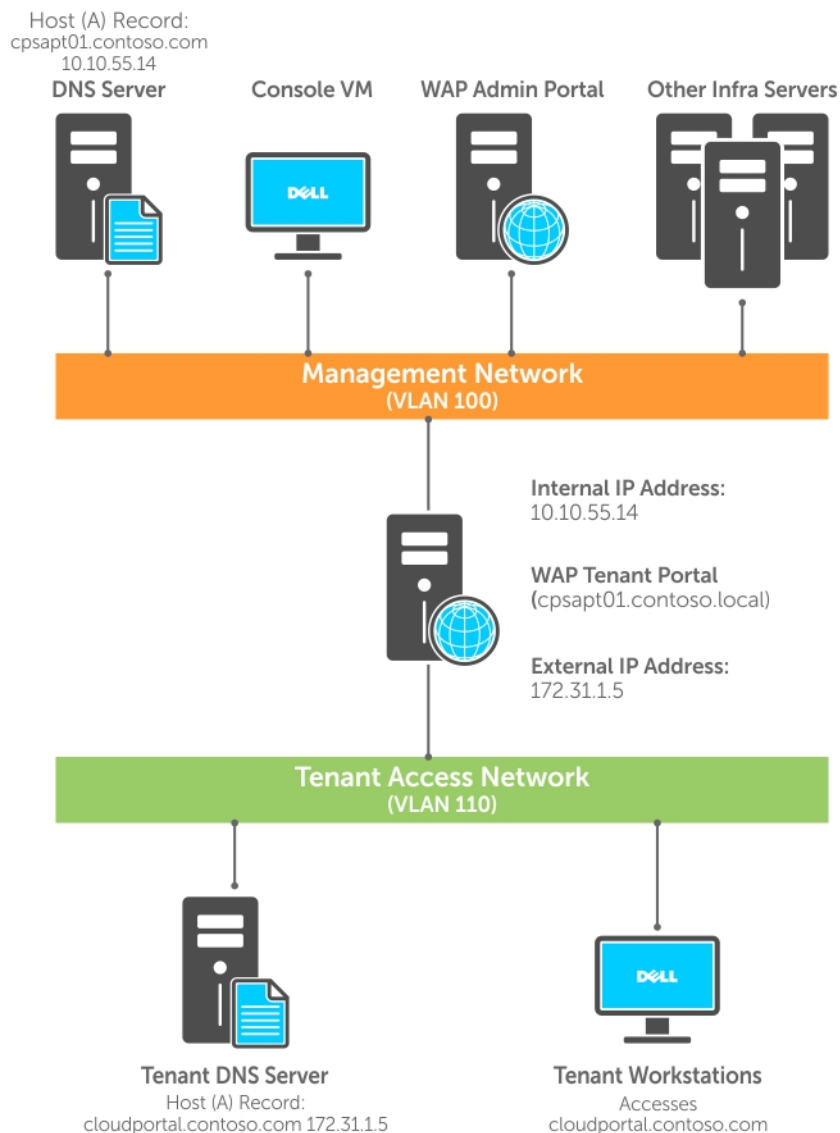 Host (A) Record:
cpsapt01.contoso.com
10.10.55.14
DNS Server
Console VM
WAP Admin Portal
Other Infra Servers
DELL
Management Network
(VLAN 100)
Internal IP Address:
10.10.55.14
WAP Tenant Portal
(cpsapt01.contoso.local)
External IP Address:
172.31.1.5
Tenant Access Network
(VLAN 110)
DELL
Tenant DNS Server
Host (A) Record:
cloudportal.contoso.com 172.31.1.5
Tenant Workstations
Accesses
cloudportal.contoso.com